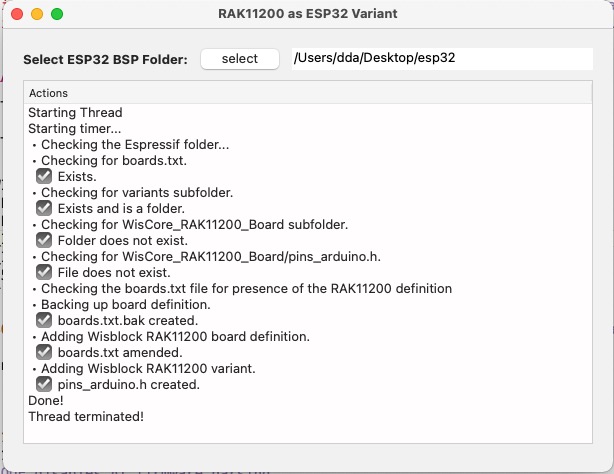 RAK11200 as ESP32 Variant
Select ESP32 BSP Folder: select /Users/dda/Desktop/esp32
Actions
Starting Thread
Starting timer...
• Checking the Espressif folder...
• Checking for boards.txt.
Exists.
• Checking for variants subfolder.
Exists and is a folder.
• Checking for WisCore_RAK11200_Board subfolder.
Folder does not exist.
• Checking for WisCore_RAK11200_Board/pins_arduino.h.
File does not exist.
• Checking the boards.txt file for presence of the RAK11200 definition
• Backing up board definition.
boards.txt.bak created.
• Adding Wisblock RAK11200 board definition.
boards.txt amended.
• Adding Wisblock RAK11200 variant.
pins_arduino.h created.
Done!
Thread terminated!